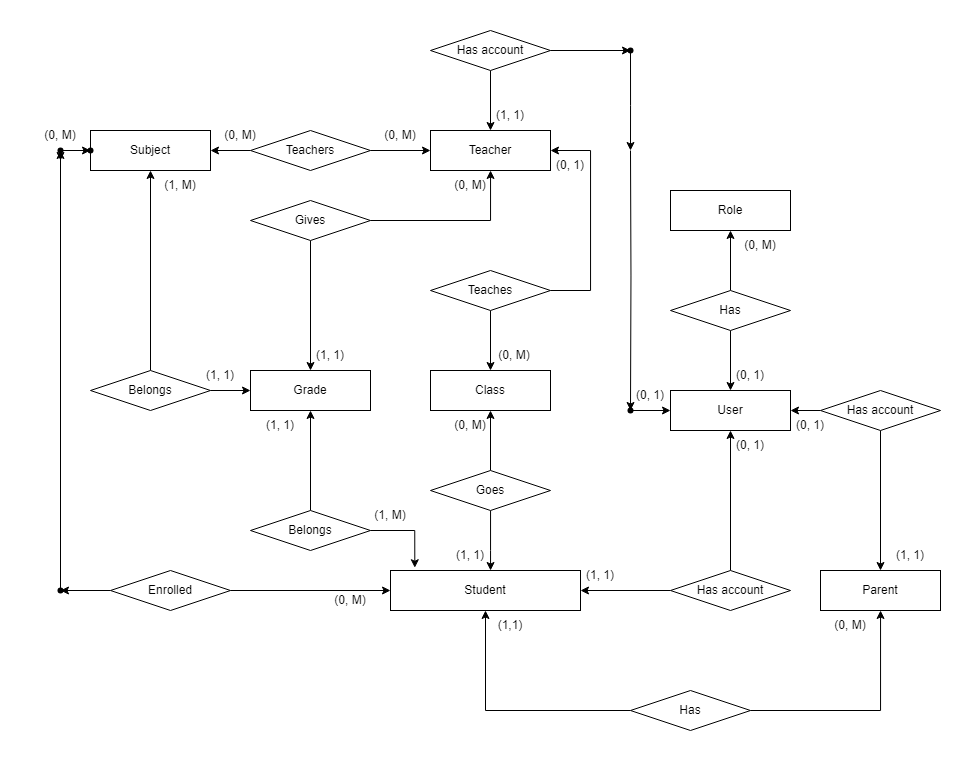 Has account
(1, 1)
(0, M)
Subject
(0, M)
Teachers
(0, M)
Teacher
(0, 1)
(1, M)
(0, M)
Gives
Role
(0, M)
Teaches
Has
(1, 1)
(0, M)
(0, 1)
Belongs
(1, 1)
Grade
Class
(0, 1)
User
Has account
(1, 1)
(0, M)
(0, 1)
(0, 1)
Goes
(1, M)
Belongs
(1, 1)
(1, 1)
(1, 1)
Enrolled
(0, M)
Student
Has account
Parent
(1,1)
(0, M)
Has